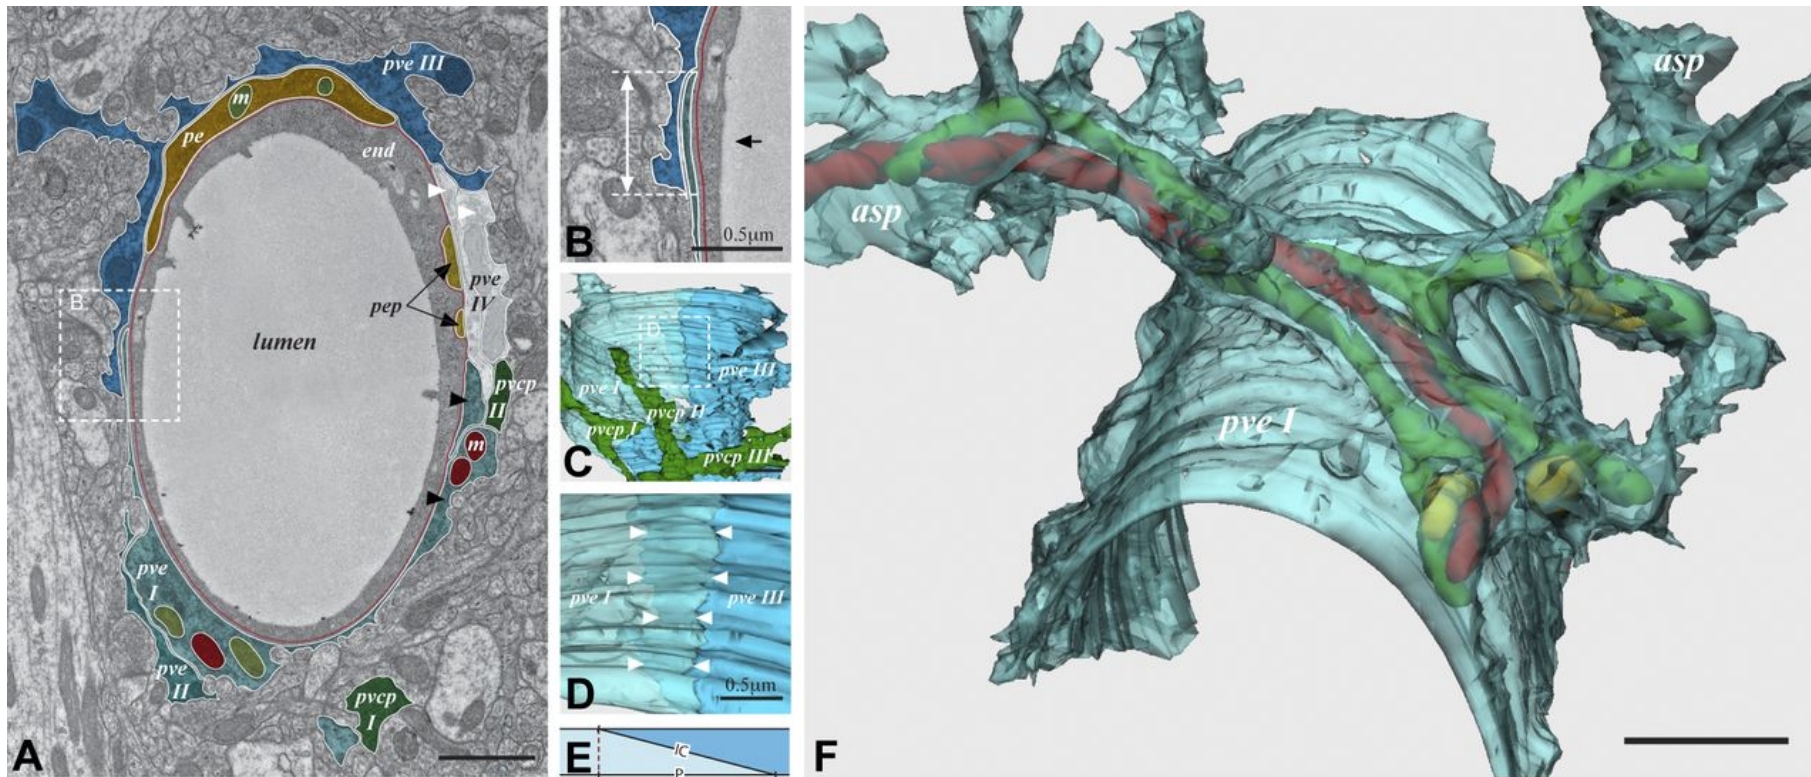 pve III
m
pe
end
B
pep
pve
IV
lumen
pvcp
II
m
pve
I
pve
II
pvcp
I
A
0.5μm
B
D
pve I
pve III
pvcp II
pvcp I
pvcp III
C
pve I
pve III
0.5μm
D
IC
P
E
asp
asp
pve I
F